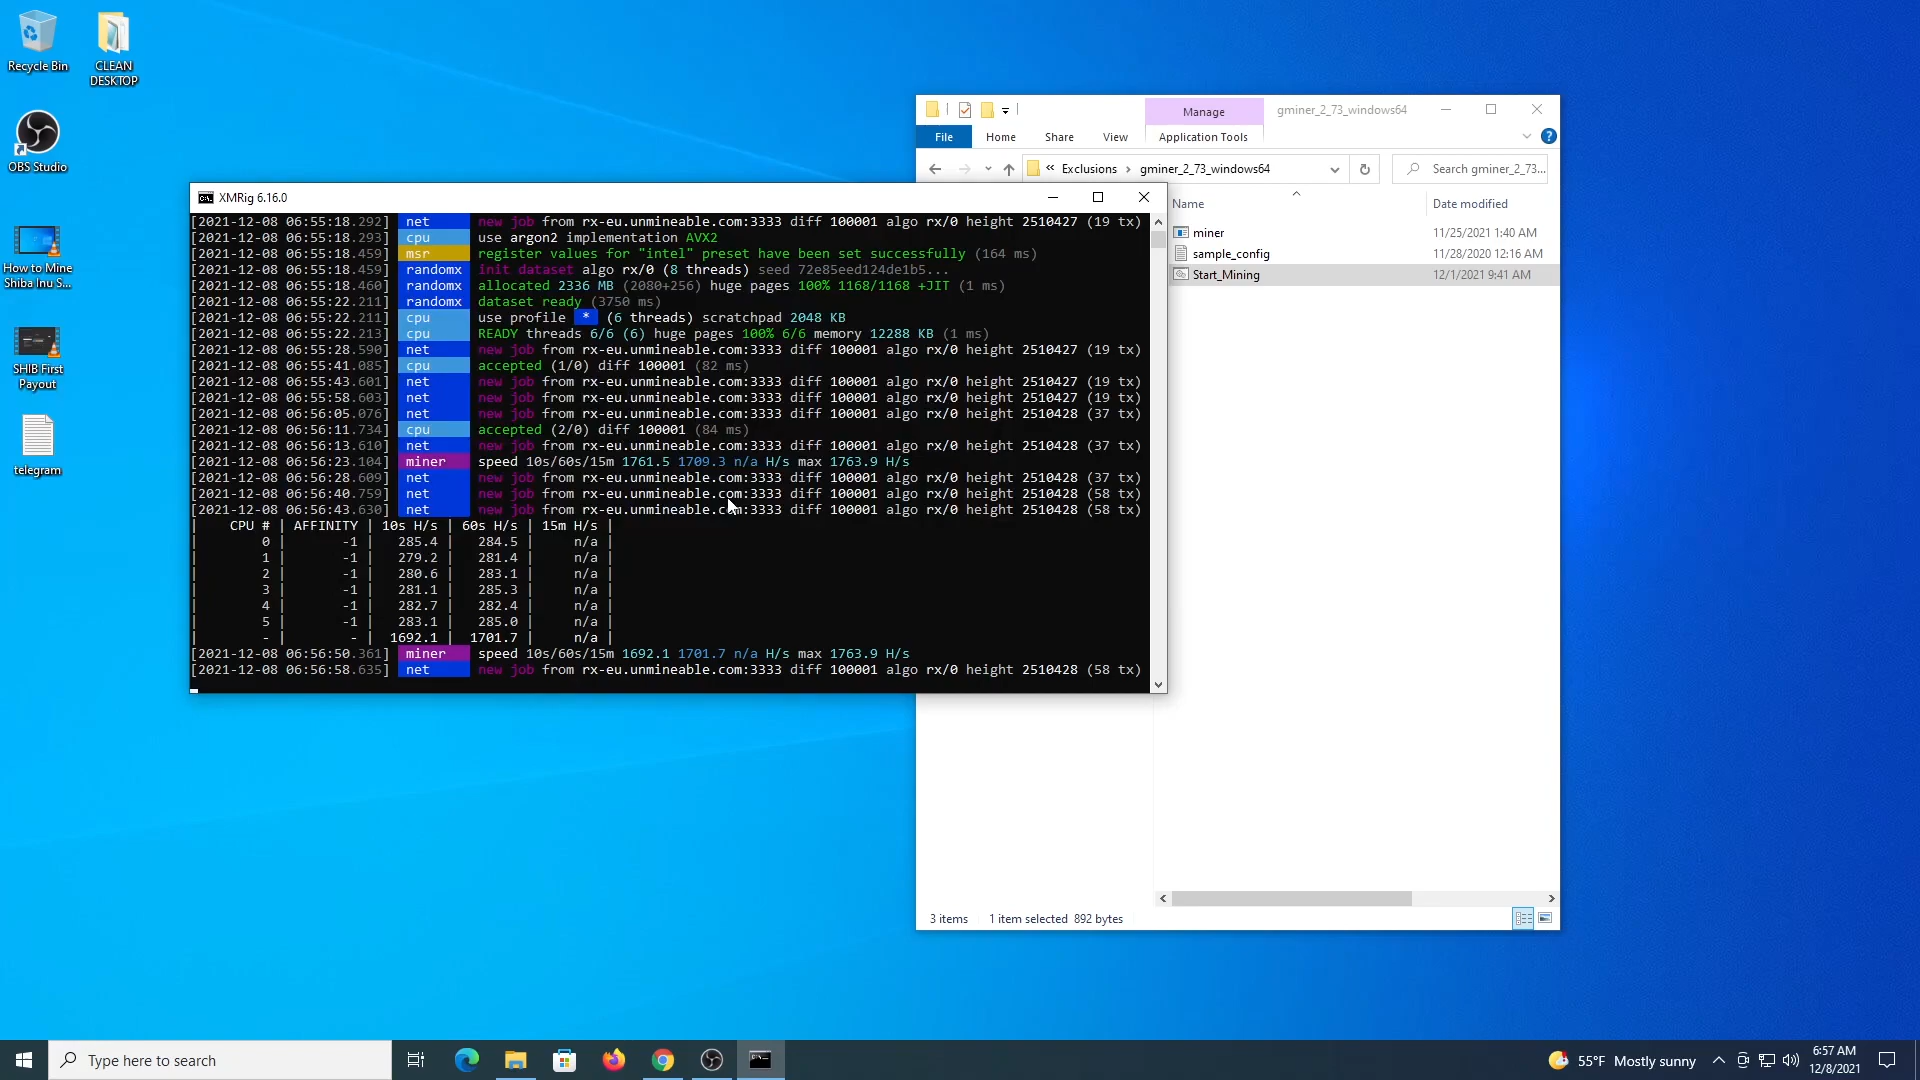 Recycle Bin
CLEAN
DESKTOP
OBS Studio
How to Mine
Shiba Inu S...
SHIB First
Payout
telegram
Manage
gminer_2_73_windows64
File
Home
Share
View
Application Tools
« Exclusions › gminer_2_73_windows64
Search gminer_2_73...
Name
Date modified
miner 11/25/2021 1:40 AM
sample_config 11/28/2020 12:16 AM
Start_Mining 12/1/2021 9:41 AM
3 items 1 item selected 892 bytes
XMRig 6.16.0
[2021-12-08 06:55:18.292] net new job from rx-eu.unmineable.com:3333 diff 100001 algo rx/0 height 2510427 (19 tx)
[2021-12-08 06:55:18.293] cpu use argon2 implementation AVX2
[2021-12-08 06:55:18.459] msr register values for "intel" preset have been set successfully (164 ms)
[2021-12-08 06:55:18.459] randomx init dataset algo rx/0 (8 threads) seed 72e85eed124de1b5...
[2021-12-08 06:55:18.460] randomx allocated 2336 MB (2080+256) huge pages 100% 1168/1168 +JIT (1 ms)
[2021-12-08 06:55:22.211] randomx dataset ready (3750 ms)
[2021-12-08 06:55:22.211] cpu use profile * (6 threads) scratchpad 2048 KB
[2021-12-08 06:55:22.213] cpu READY threads 6/6 (6) huge pages 100% 6/6 memory 12288 KB (1 ms)
[2021-12-08 06:55:28.590] net new job from rx-eu.unmineable.com:3333 diff 100001 algo rx/0 height 2510427 (19 tx)
[2021-12-08 06:55:41.085] cpu accepted (1/0) diff 100001 (82 ms)
[2021-12-08 06:55:43.601] net new job from rx-eu.unmineable.com:3333 diff 100001 algo rx/0 height 2510427 (19 tx)
[2021-12-08 06:55:58.603] net new job from rx-eu.unmineable.com:3333 diff 100001 algo rx/0 height 2510427 (19 tx)
[2021-12-08 06:56:05.076] net new job from rx-eu.unmineable.com:3333 diff 100001 algo rx/0 height 2510428 (37 tx)
[2021-12-08 06:56:11.734] cpu accepted (2/0) diff 100001 (84 ms)
[2021-12-08 06:56:13.610] net new job from rx-eu.unmineable.com:3333 diff 100001 algo rx/0 height 2510428 (37 tx)
[2021-12-08 06:56:23.104] miner speed 10s/60s/15m 1761.5 1709.3 n/a H/s max 1763.9 H/s
[2021-12-08 06:56:28.609] net new job from rx-eu.unmineable.com:3333 diff 100001 algo rx/0 height 2510428 (37 tx)
[2021-12-08 06:56:40.759] net new job from rx-eu.unmineable.com:3333 diff 100001 algo rx/0 height 2510428 (58 tx)
[2021-12-08 06:56:43.630] net new job from rx-eu.unmineable.com:3333 diff 100001 algo rx/0 height 2510428 (58 tx)
| CPU # | AFFINITY | 10s H/s | 60s H/s | 15m H/s |
| 0 | -1 | 285.4 | 284.5 | n/a |
| 1 | -1 | 279.2 | 281.4 | n/a |
| 2 | -1 | 280.6 | 283.1 | n/a |
| 3 | -1 | 281.1 | 285.3 | n/a |
| 4 | -1 | 282.7 | 282.4 | n/a |
| 5 | -1 | 283.1 | 285.0 | n/a |
| - | - | 1692.1 | 1701.7 | n/a |
[2021-12-08 06:56:50.361] miner speed 10s/60s/15m 1692.1 1701.7 n/a H/s max 1763.9 H/s
[2021-12-08 06:56:58.635] net new job from rx-eu.unmineable.com:3333 diff 100001 algo rx/0 height 2510428 (58 tx)
Type here to search
55°F Mostly sunny
6:57 AM
12/8/2021